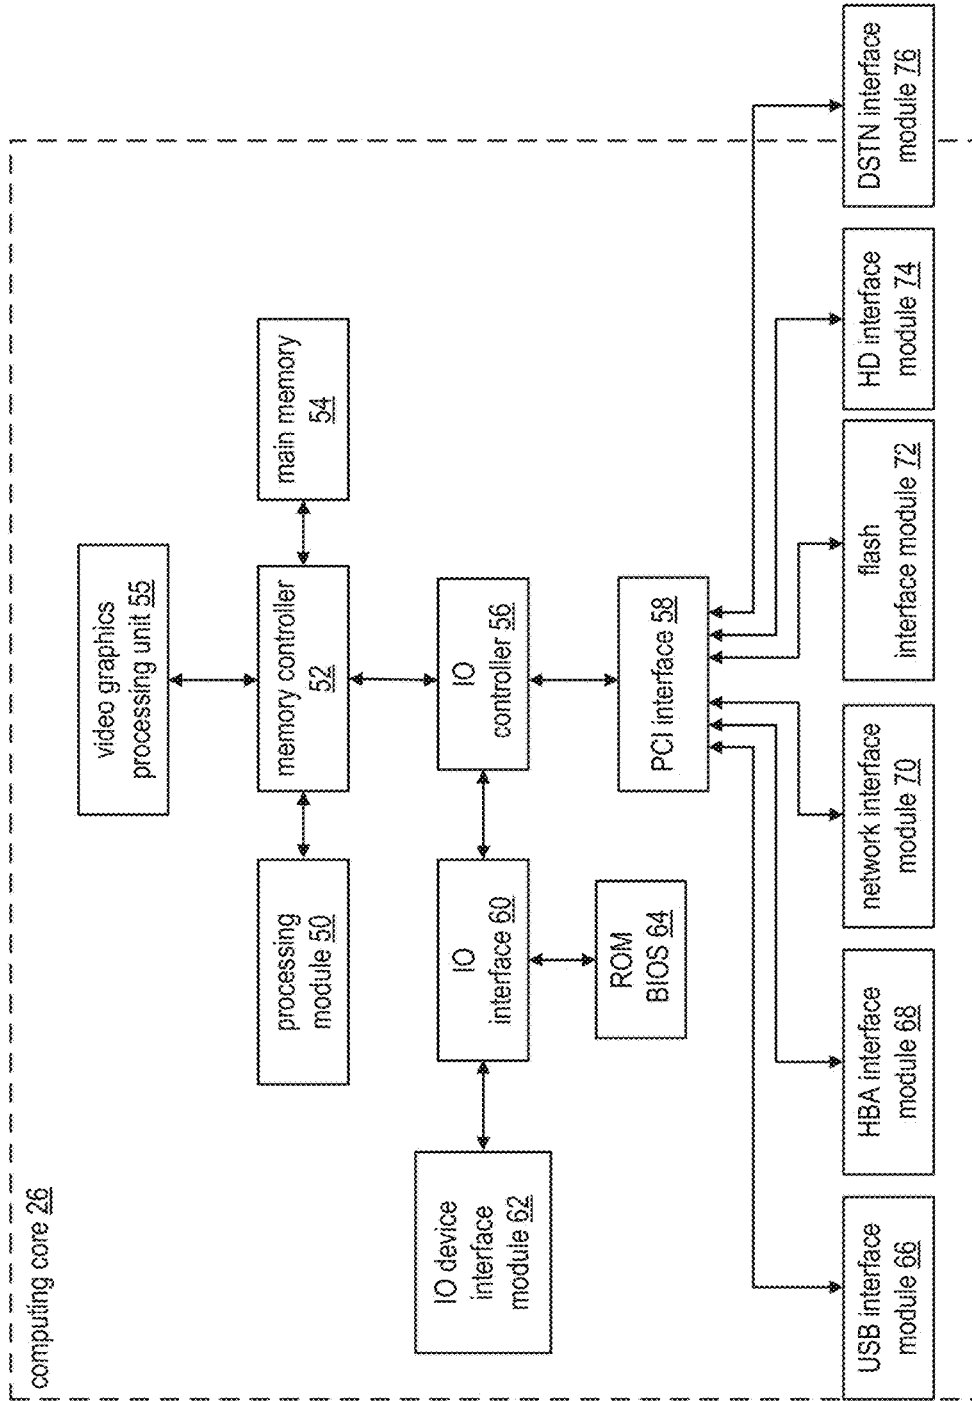 computing core 26
video graphics
processing unit 55
processing
module 50
memory controller
52
main memory
54
IO device
interface
module 62
IO
interface 60
IO
controller 56
ROM
BIOS 64
PCI interface 58
USB interface
module 66
HBA interface
module 68
network interface
module 70
flash
interface module 72
HD interface
module 74
DSTN interface
module 76